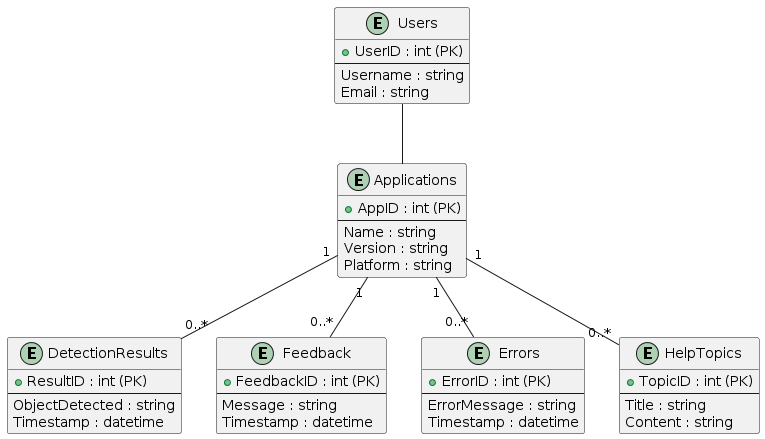 E Users
UserID : int (PK)
Username : string
Email : string
E Applications
AppID : int (PK)
Name : string
Version : string
Platform : string
1
1
1
1
0..*
0..*
0..*
0..*
E DetectionResults
ResultID : int (PK)
ObjectDetected : string
Timestamp : datetime
E Feedback
FeedbackID : int (PK)
Message : string
Timestamp : datetime
E Errors
ErrorID : int (PK)
ErrorMessage : string
Timestamp : datetime
E HelpTopics
TopicID : int (PK)
Title : string
Content : string